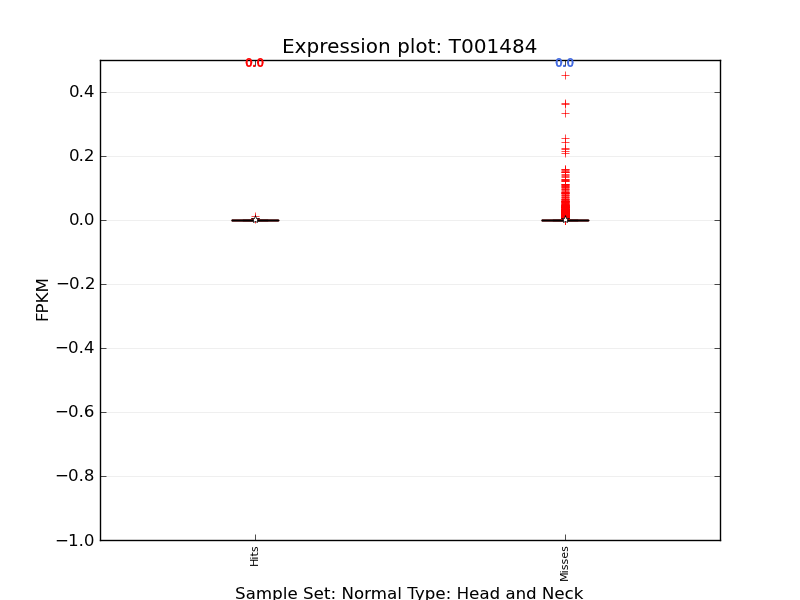 Expression plot: T001484
0.0 0.0
0.4
0.2
0.0
−0.2
−0.4
−0.6
−0.8
−1.0
FPKM
Hits
Misses
Sample Set: Normal Type: Head and Neck